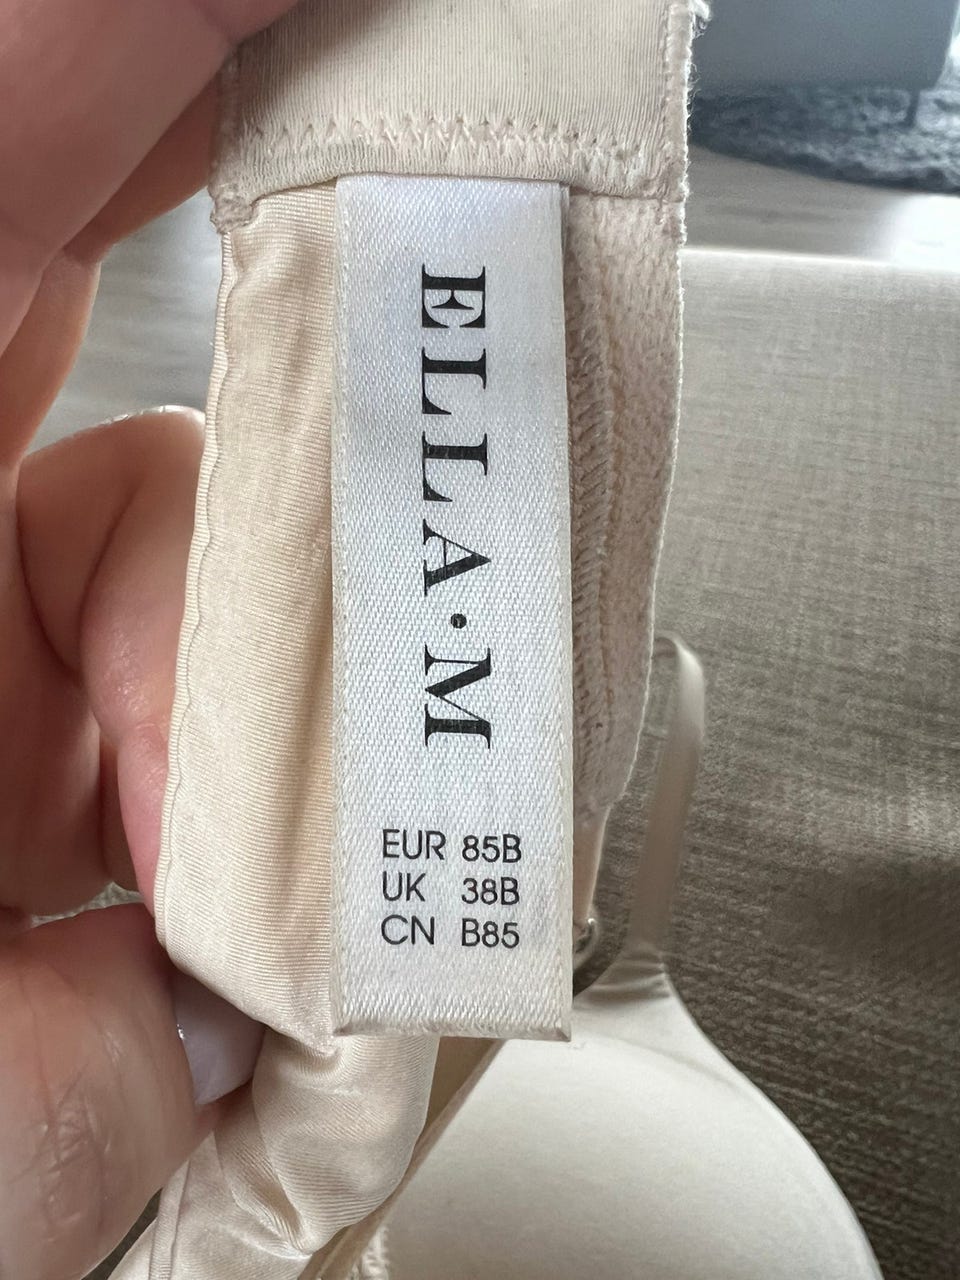 ELLA·M
EUR 85B
UK 38B
CN B85